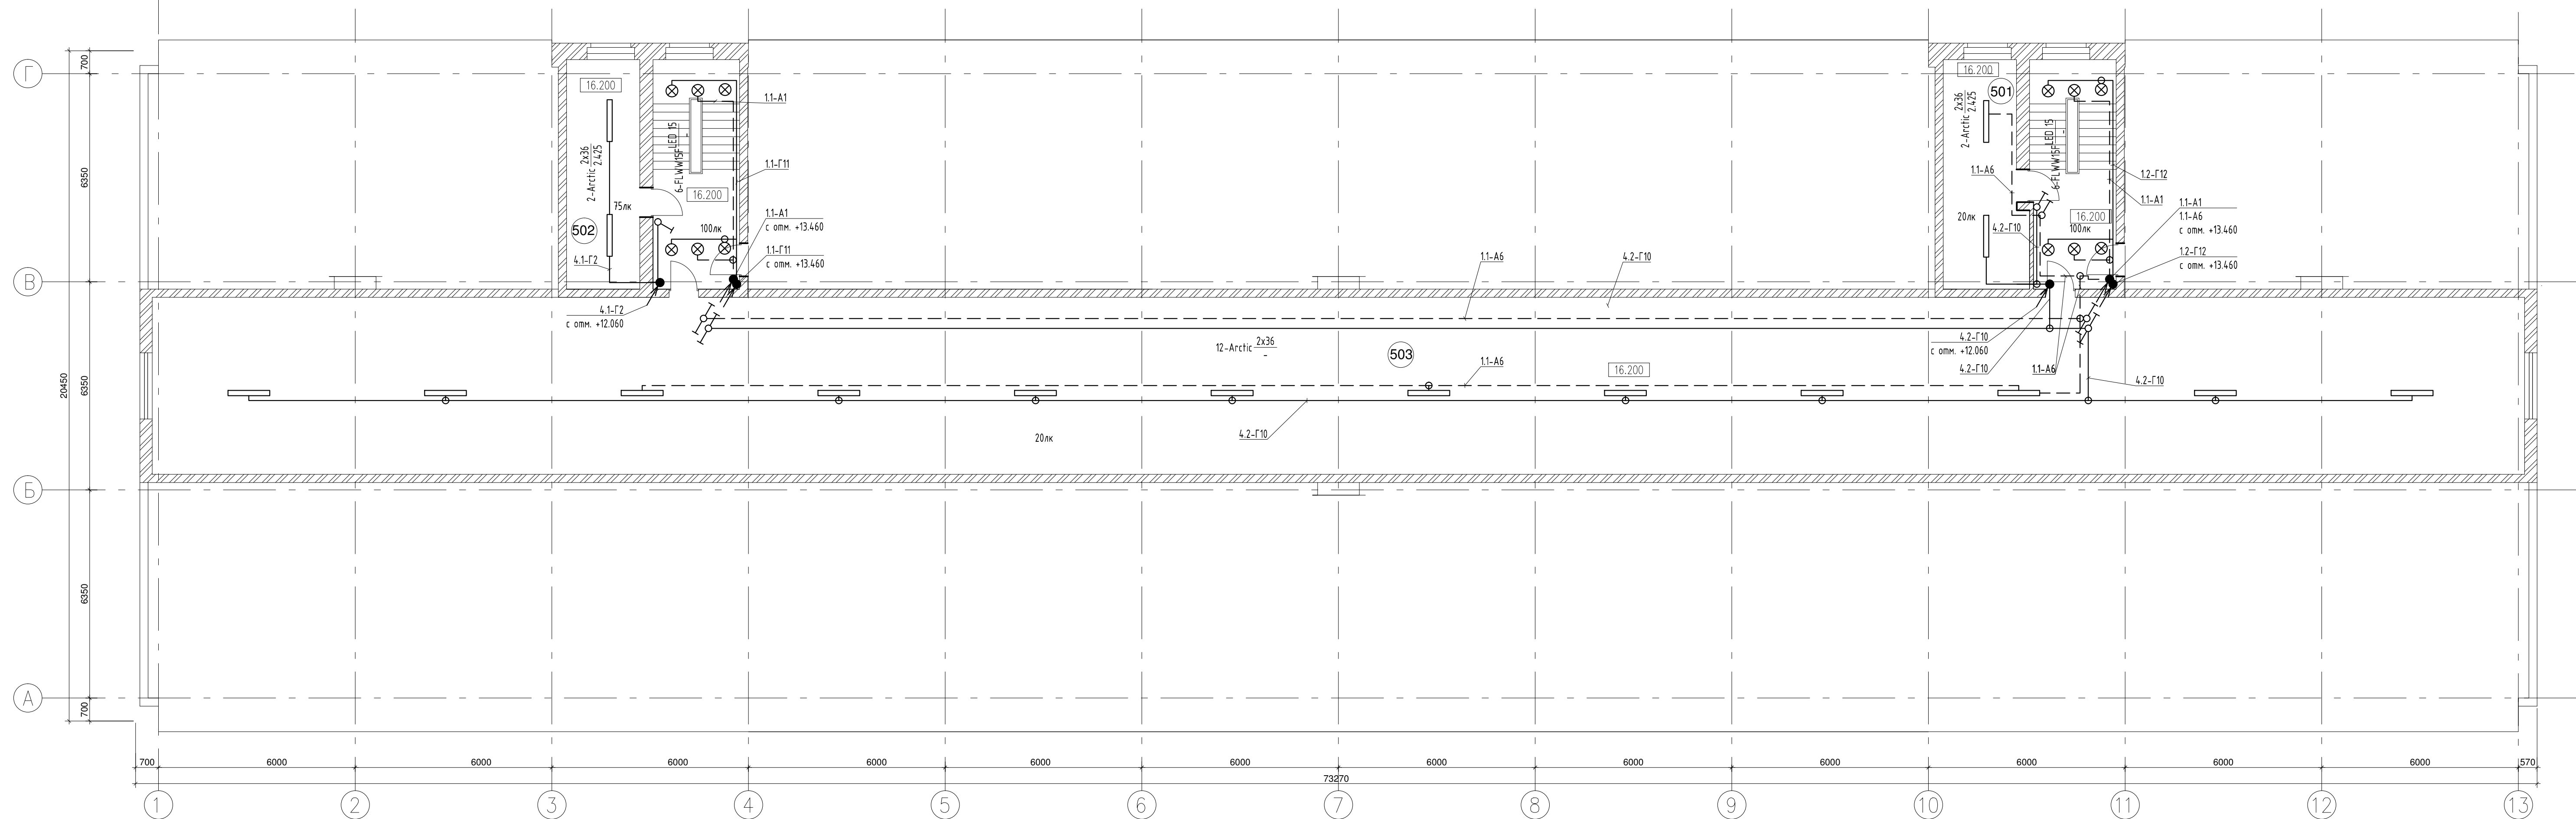 Г
700
16.200
1.1-А1
2-Arctic 2х36
2.425
6-FLWW15F LED 15
-
1.1-Г11
16.200
75лк
502
100лк
1.1-А1
с отм. +13.460
1.1-Г11
с отм. +13.460
4.1-Г2
4.1-Г2
с отм. +12.060
6350
16.200
501
2-Arctic 2х36
2.425
6-FLWW15F LED 15
-
1.1-А6
1.2-Г12
1.1-А1
16.200
20лк
100лк
4.2-Г10
1.1-А1
1.1-А6
с отм. +13.460
1.2-Г12
с отм. +13.460
В
1.1-А6
4.2-Г10
4.2-Г10
с отм. +12.060
4.2-Г10
1.1-А6
4.2-Г10
12-Arctic 2х36
-
503
16.200
1.1-А6
20450
6350
4.2-Г10
20лк
Б
6350
А
700
700
6000
6000
6000
6000
6000
6000
6000
6000
6000
6000
6000
6000
570
73270
1
2
3
4
5
6
7
8
9
10
11
12
13